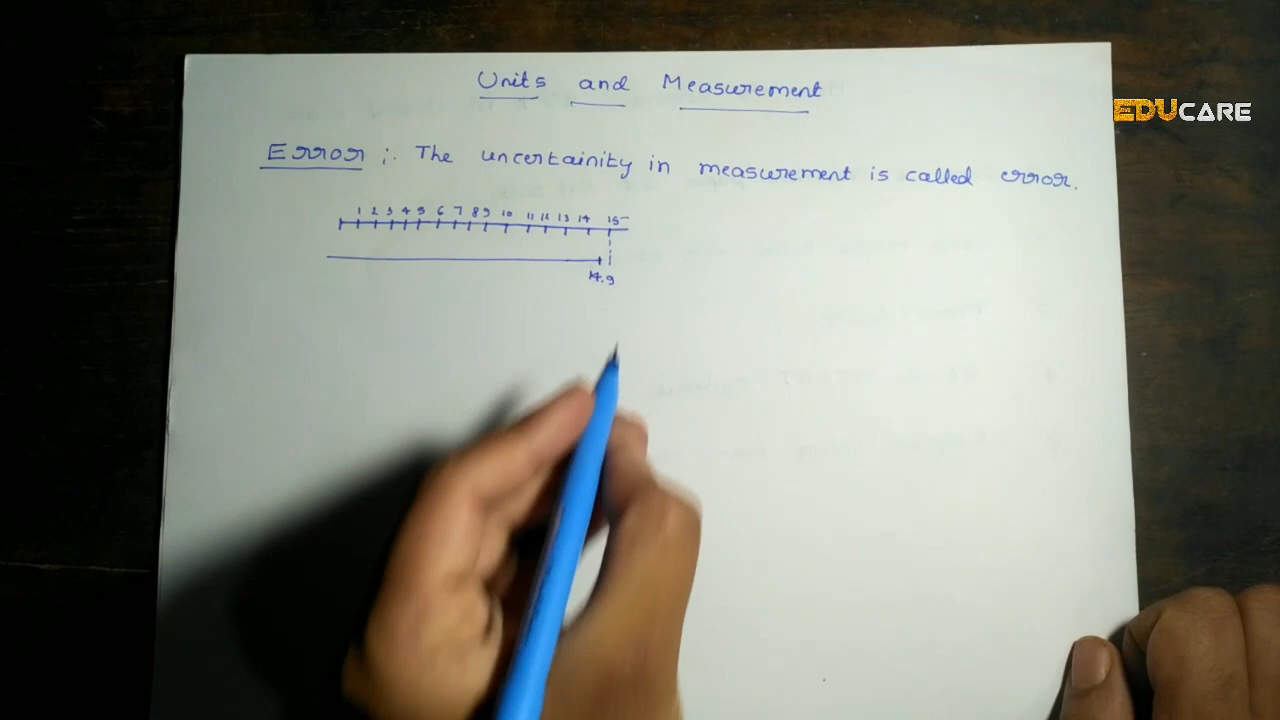 Units and Measurement
EDUCARE
Error :. The uncertainity in measurement is called error.
1 2 3 4 5 6 7 8 9 10 11 12 13 14 15
14.9